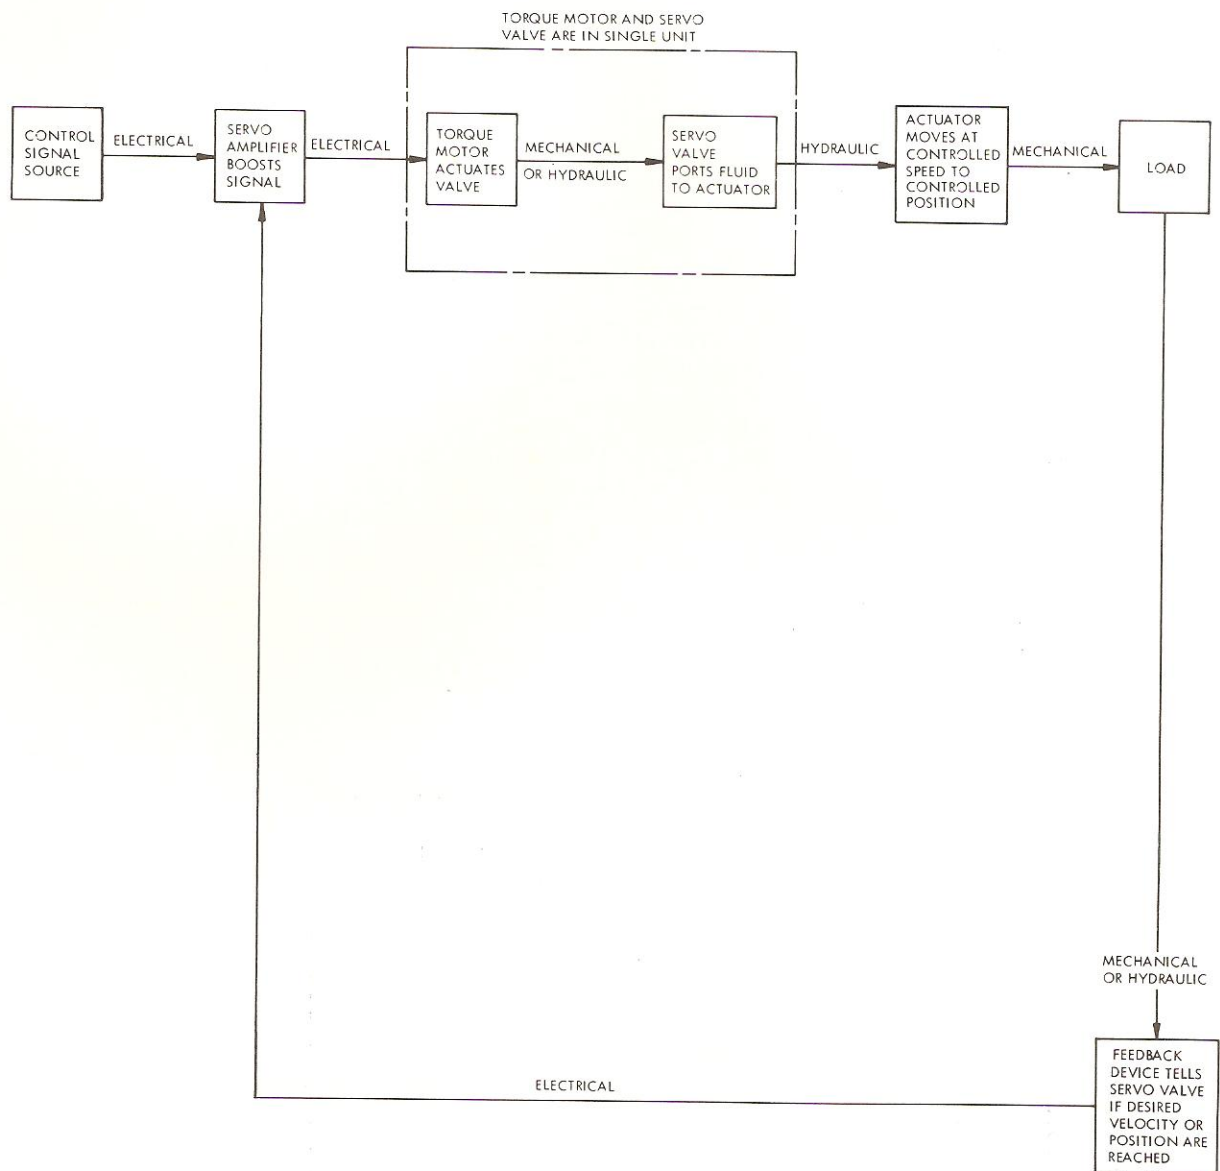 TORQUE MOTOR AND SERVO
VALVE ARE IN SINGLE UNIT
CONTROL
SIGNAL
SOURCE
ELECTRICAL
SERVO
AMPLIFIER
BOOSTS
SIGNAL
ELECTRICAL
TORQUE
MOTOR
ACTUATES
VALVE
MECHANICAL
OR HYDRAULIC
SERVO
VALVE
PORTS FLUID
TO ACTUATOR
HYDRAULIC
ACTUATOR
MOVES AT
CONTROLLED
SPEED TO
CONTROLLED
POSITION
MECHANICAL
LOAD
MECHANICAL
OR HYDRAULIC
FEEDBACK
DEVICE TELLS
SERVO VALVE
IF DESIRED
VELOCITY OR
POSITION ARE
REACHED
ELECTRICAL